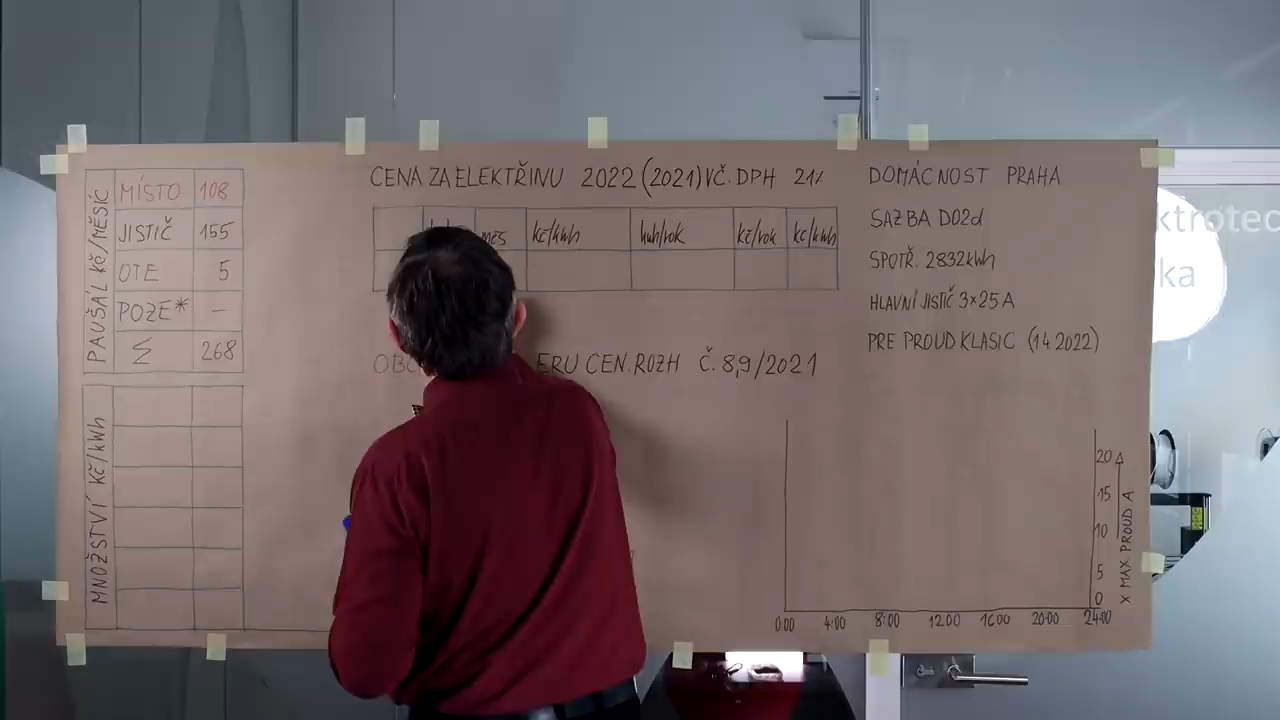 PAUŠÁL Kč/MĚSÍC
MÍSTO 108
JISTIČ 155
OTE 5
POZE* –
Σ 268
MNOŽSTVÍ Kč/kWh
CENA ZA ELEKTŘINU 2022 (2021) VČ. DPH 21%
kč/kWh kWh/rok kč/rok kč/kWh
ERU CEN. ROZH Č. 8,9/2021
DOMÁCNOST PRAHA
SAZBA D02d
SPOTŘ. 2832kWh
HLAVNÍ JISTIČ 3×25A
PRE PROUD KLASIC (1.4.2022)
20
15
10
5
0
X MAX PROUD A
0:00 4:00 8:00 12:00 16:00 20:00 24:00
ktrotec
ka